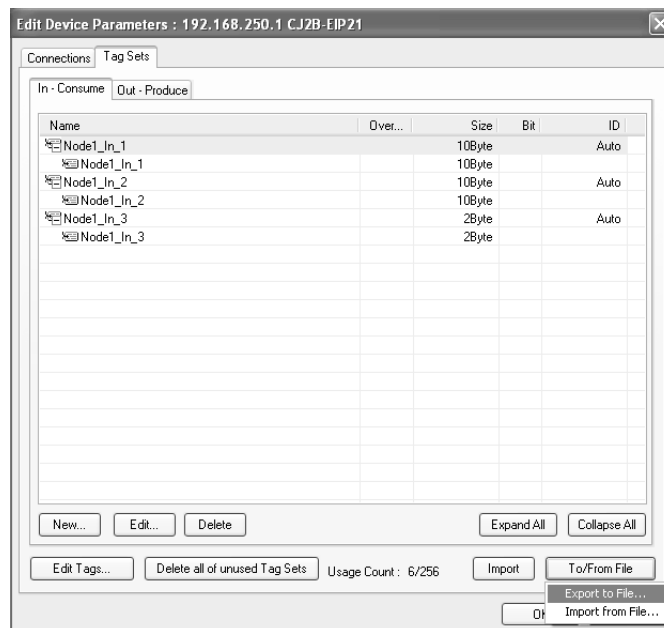 Edit Device Parameters : 192.168.250.1 CJ2B-EIP21
Connections Tag Sets
In - Consume Out - Produce
Name Over... Size Bit ID
Node1_In_1 10Byte Auto
Node1_In_1 10Byte
Node1_In_2 10Byte Auto
Node1_In_2 10Byte
Node1_In_3 2Byte Auto
Node1_In_3 2Byte
New... Edit... Delete Expand All Collapse All
Edit Tags... Delete all of unused Tag Sets Usage Count : 6/256 Import To/From File
Export to File...
Import from File...